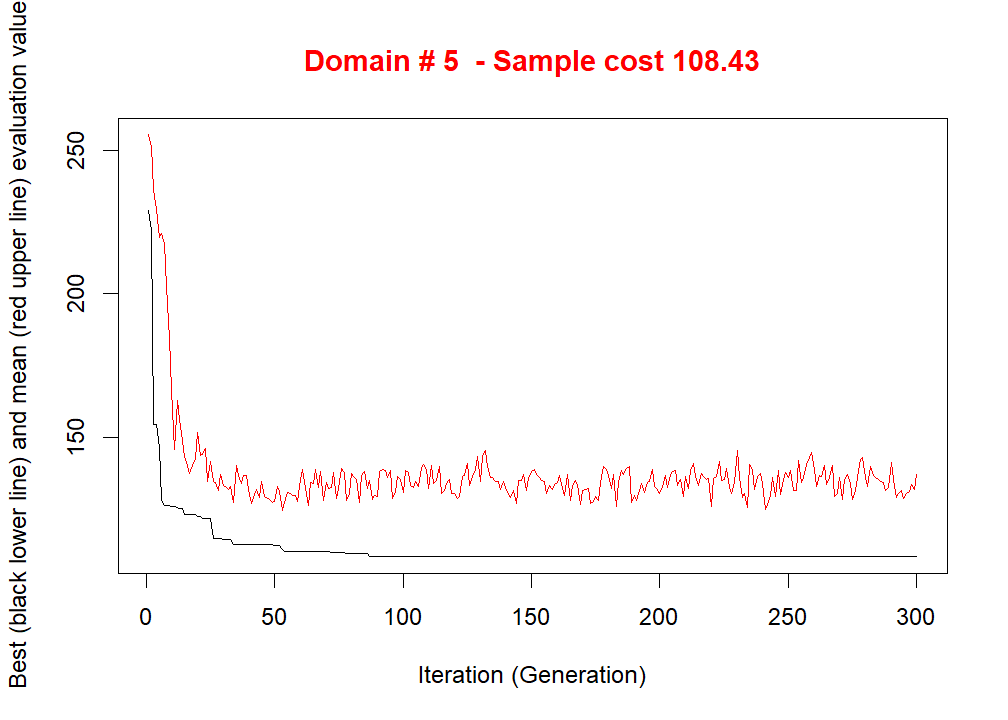 Domain # 5  - Sample cost 108.43
Best (black lower line) and mean (red upper line) evaluation value
250
200
150
0 50 100 150 200 250 300
Iteration (Generation)